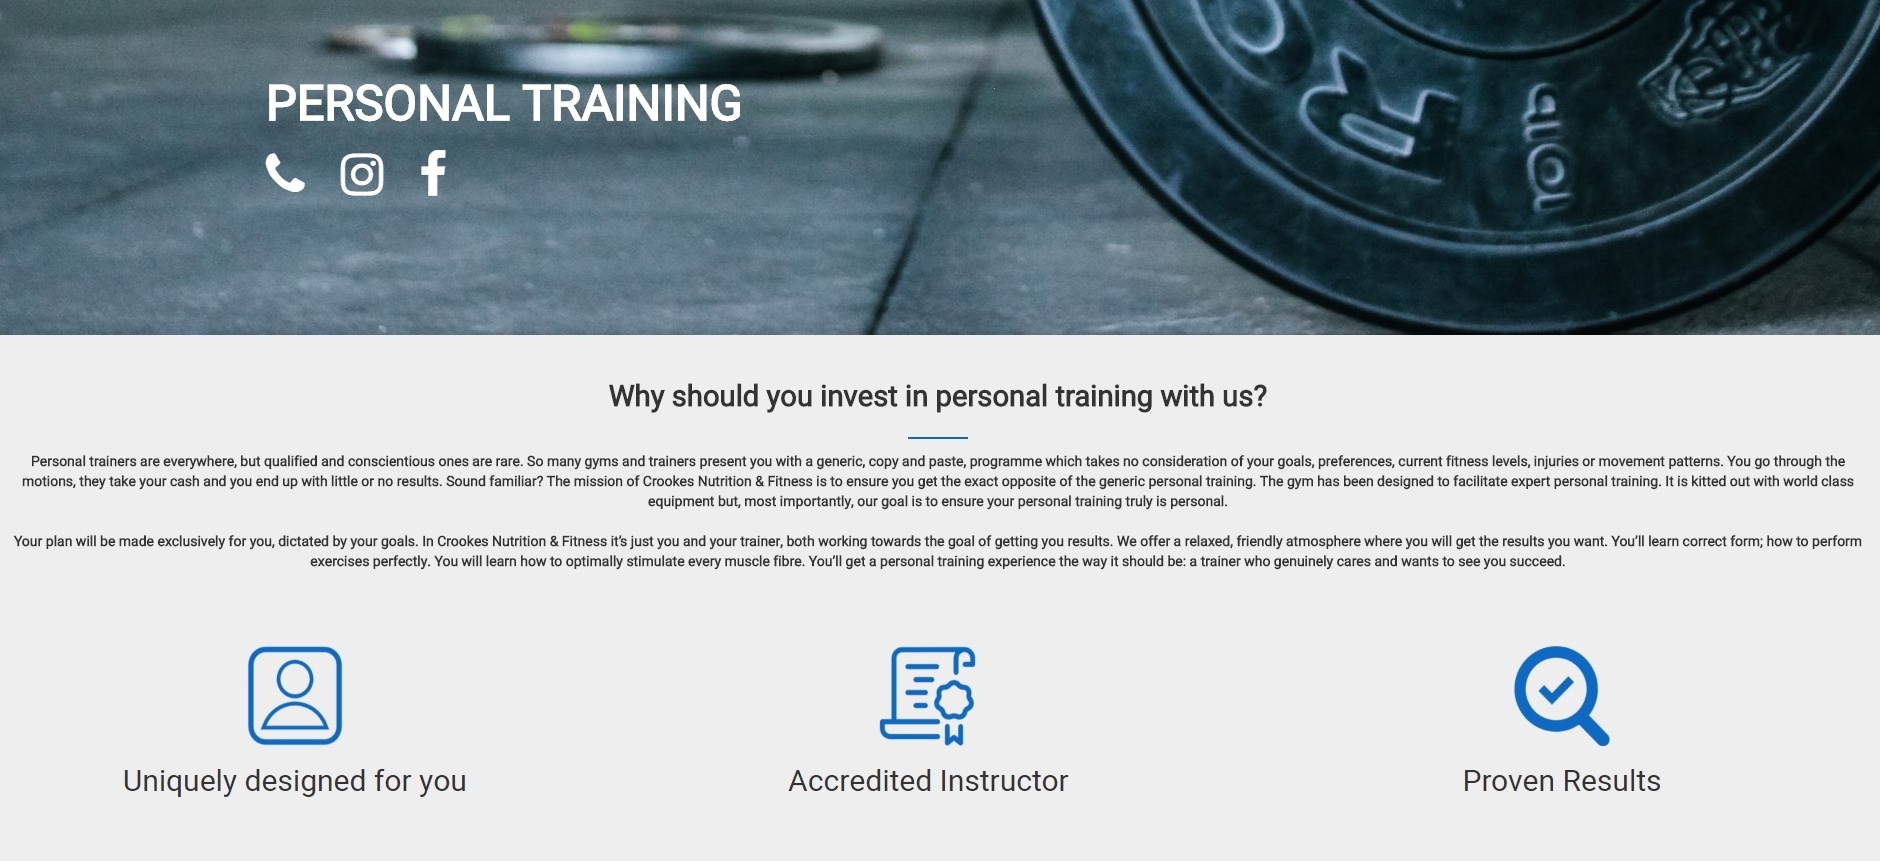 PERSONAL TRAINING
Why should you invest in personal training with us?
Personal trainers are everywhere, but qualified and conscientious ones are rare. So many gyms and trainers present you with a generic, copy and paste, programme which takes no consideration of your goals, preferences, current fitness levels, injuries or movement patterns. You go through the
motions, they take your cash and you end up with little or no results. Sound familiar? The mission of Crookes Nutrition & Fitness is to ensure you get the exact opposite of the generic personal training. The gym has been designed to facilitate expert personal training. It is kitted out with world class
equipment but, most importantly, our goal is to ensure your personal training truly is personal.
Your plan will be made exclusively for you, dictated by your goals. In Crookes Nutrition & Fitness it’s just you and your trainer, both working towards the goal of getting you results. We offer a relaxed, friendly atmosphere where you will get the results you want. You’ll learn correct form; how to perform
exercises perfectly. You will learn how to optimally stimulate every muscle fibre. You’ll get a personal training experience the way it should be: a trainer who genuinely cares and wants to see you succeed.
Uniquely designed for you
Accredited Instructor
Proven Results